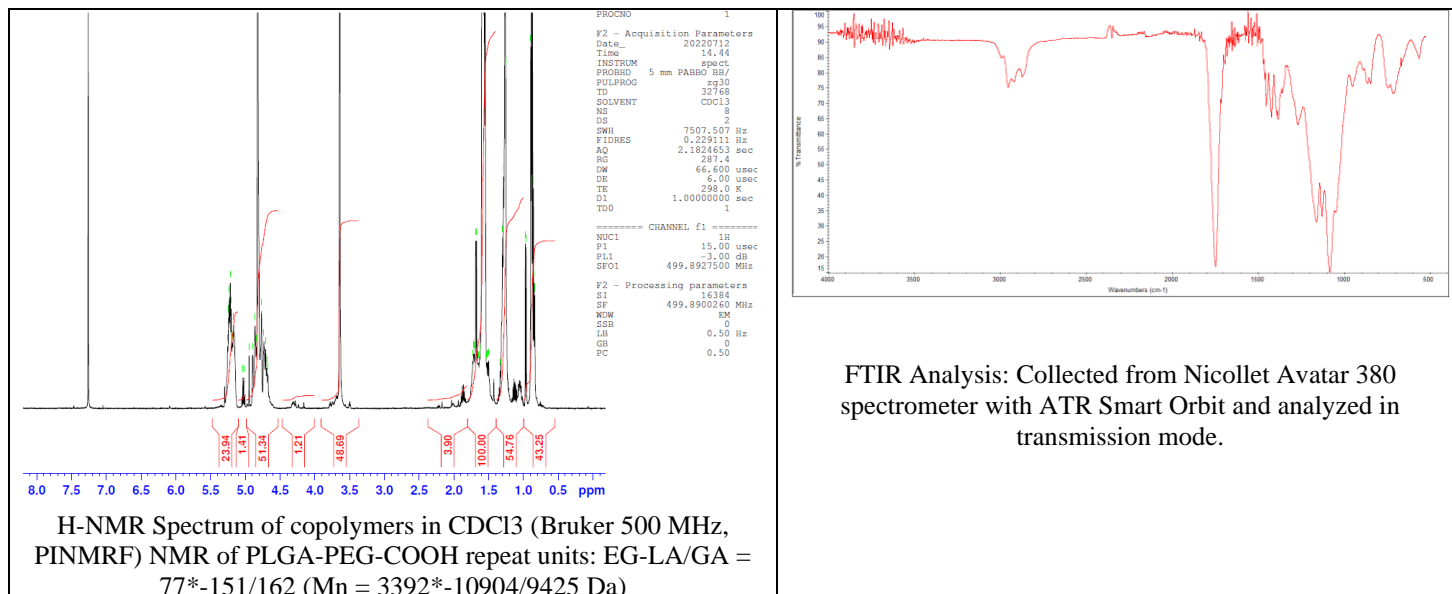 PROCNO 1
F2 - Acquisition Parameters
Date_ 20220712
Time 14.44
INSTRUM spect
PROBHD 5 mm PABBO BB/
PULPROG zg30
TD 32768
SOLVENT CDCl3
NS 8
DS 2
SWH 7507.507 Hz
FIDRES 0.229111 Hz
AQ 2.1824653 sec
RG 287.4
DW 66.600 usec
DE 6.00 usec
TE 298.0 K
D1 1.00000000 sec
TD0 1
======== CHANNEL f1 ========
NUC1 1H
P1 15.00 usec
PL1 -3.00 dB
SFO1 499.8927500 MHz
F2 - Processing parameters
SI 16384
SF 499.8900260 MHz
WDW EM
SSB 0
LB 0.50 Hz
GB 0
PC 0.50
23.94 1.41 51.34 1.21 48.69 3.90 100.00 54.76 43.25
8.0 7.5 7.0 6.5 6.0 5.5 5.0 4.5 4.0 3.5 3.0 2.5 2.0 1.5 1.0 0.5 ppm
H-NMR Spectrum of copolymers in CDCl3 (Bruker 500 MHz,
PINMRF) NMR of PLGA-PEG-COOH repeat units: EG-LA/GA =
77*-151/162 (Mn = 3392*-10904/9425 Da)
% Transmittance
100
95
90
85
80
75
70
65
60
55
50
45
40
35
30
25
20
15
4000 3000 2000 1500 1000 500
Wavenumbers (cm-1)
FTIR Analysis: Collected from Nicollet Avatar 380
spectrometer with ATR Smart Orbit and analyzed in
transmission mode.